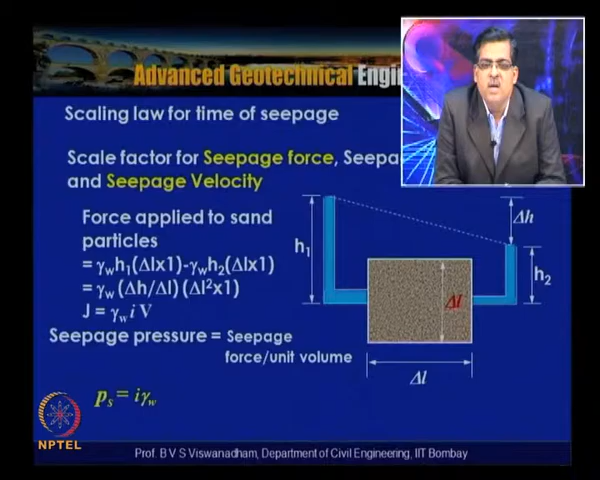 Advanced Geotechnical
Scaling law for time of seepage
Scale factor for Seepage force,
and Seepage Velocity
Force applied to sand
particles
= γwh₁(Δlx1)-γwh₂(Δlx1)
= γw (Δh/Δl) (Δl²x1)
J = γw i V
Seepage pressure = Seepage
force/unit volume
pₛ = iγw
h₁
Δh
h₂
Δl
Δl
NPTEL
Prof. B V S Viswanadham, Department of Civil Engineering, IIT Bombay